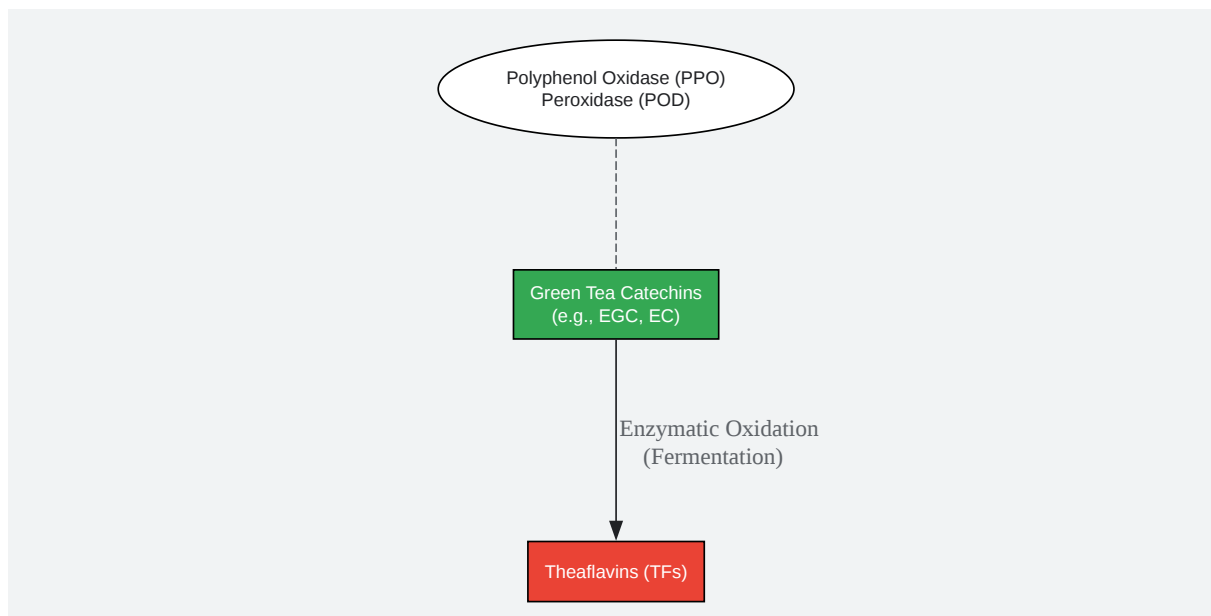 Polyphenol Oxidase (PPO)
Peroxidase (POD)
Green Tea Catechins
(e.g., EGC, EC)
Enzymatic Oxidation
(Fermentation)
Theaflavins (TFs)